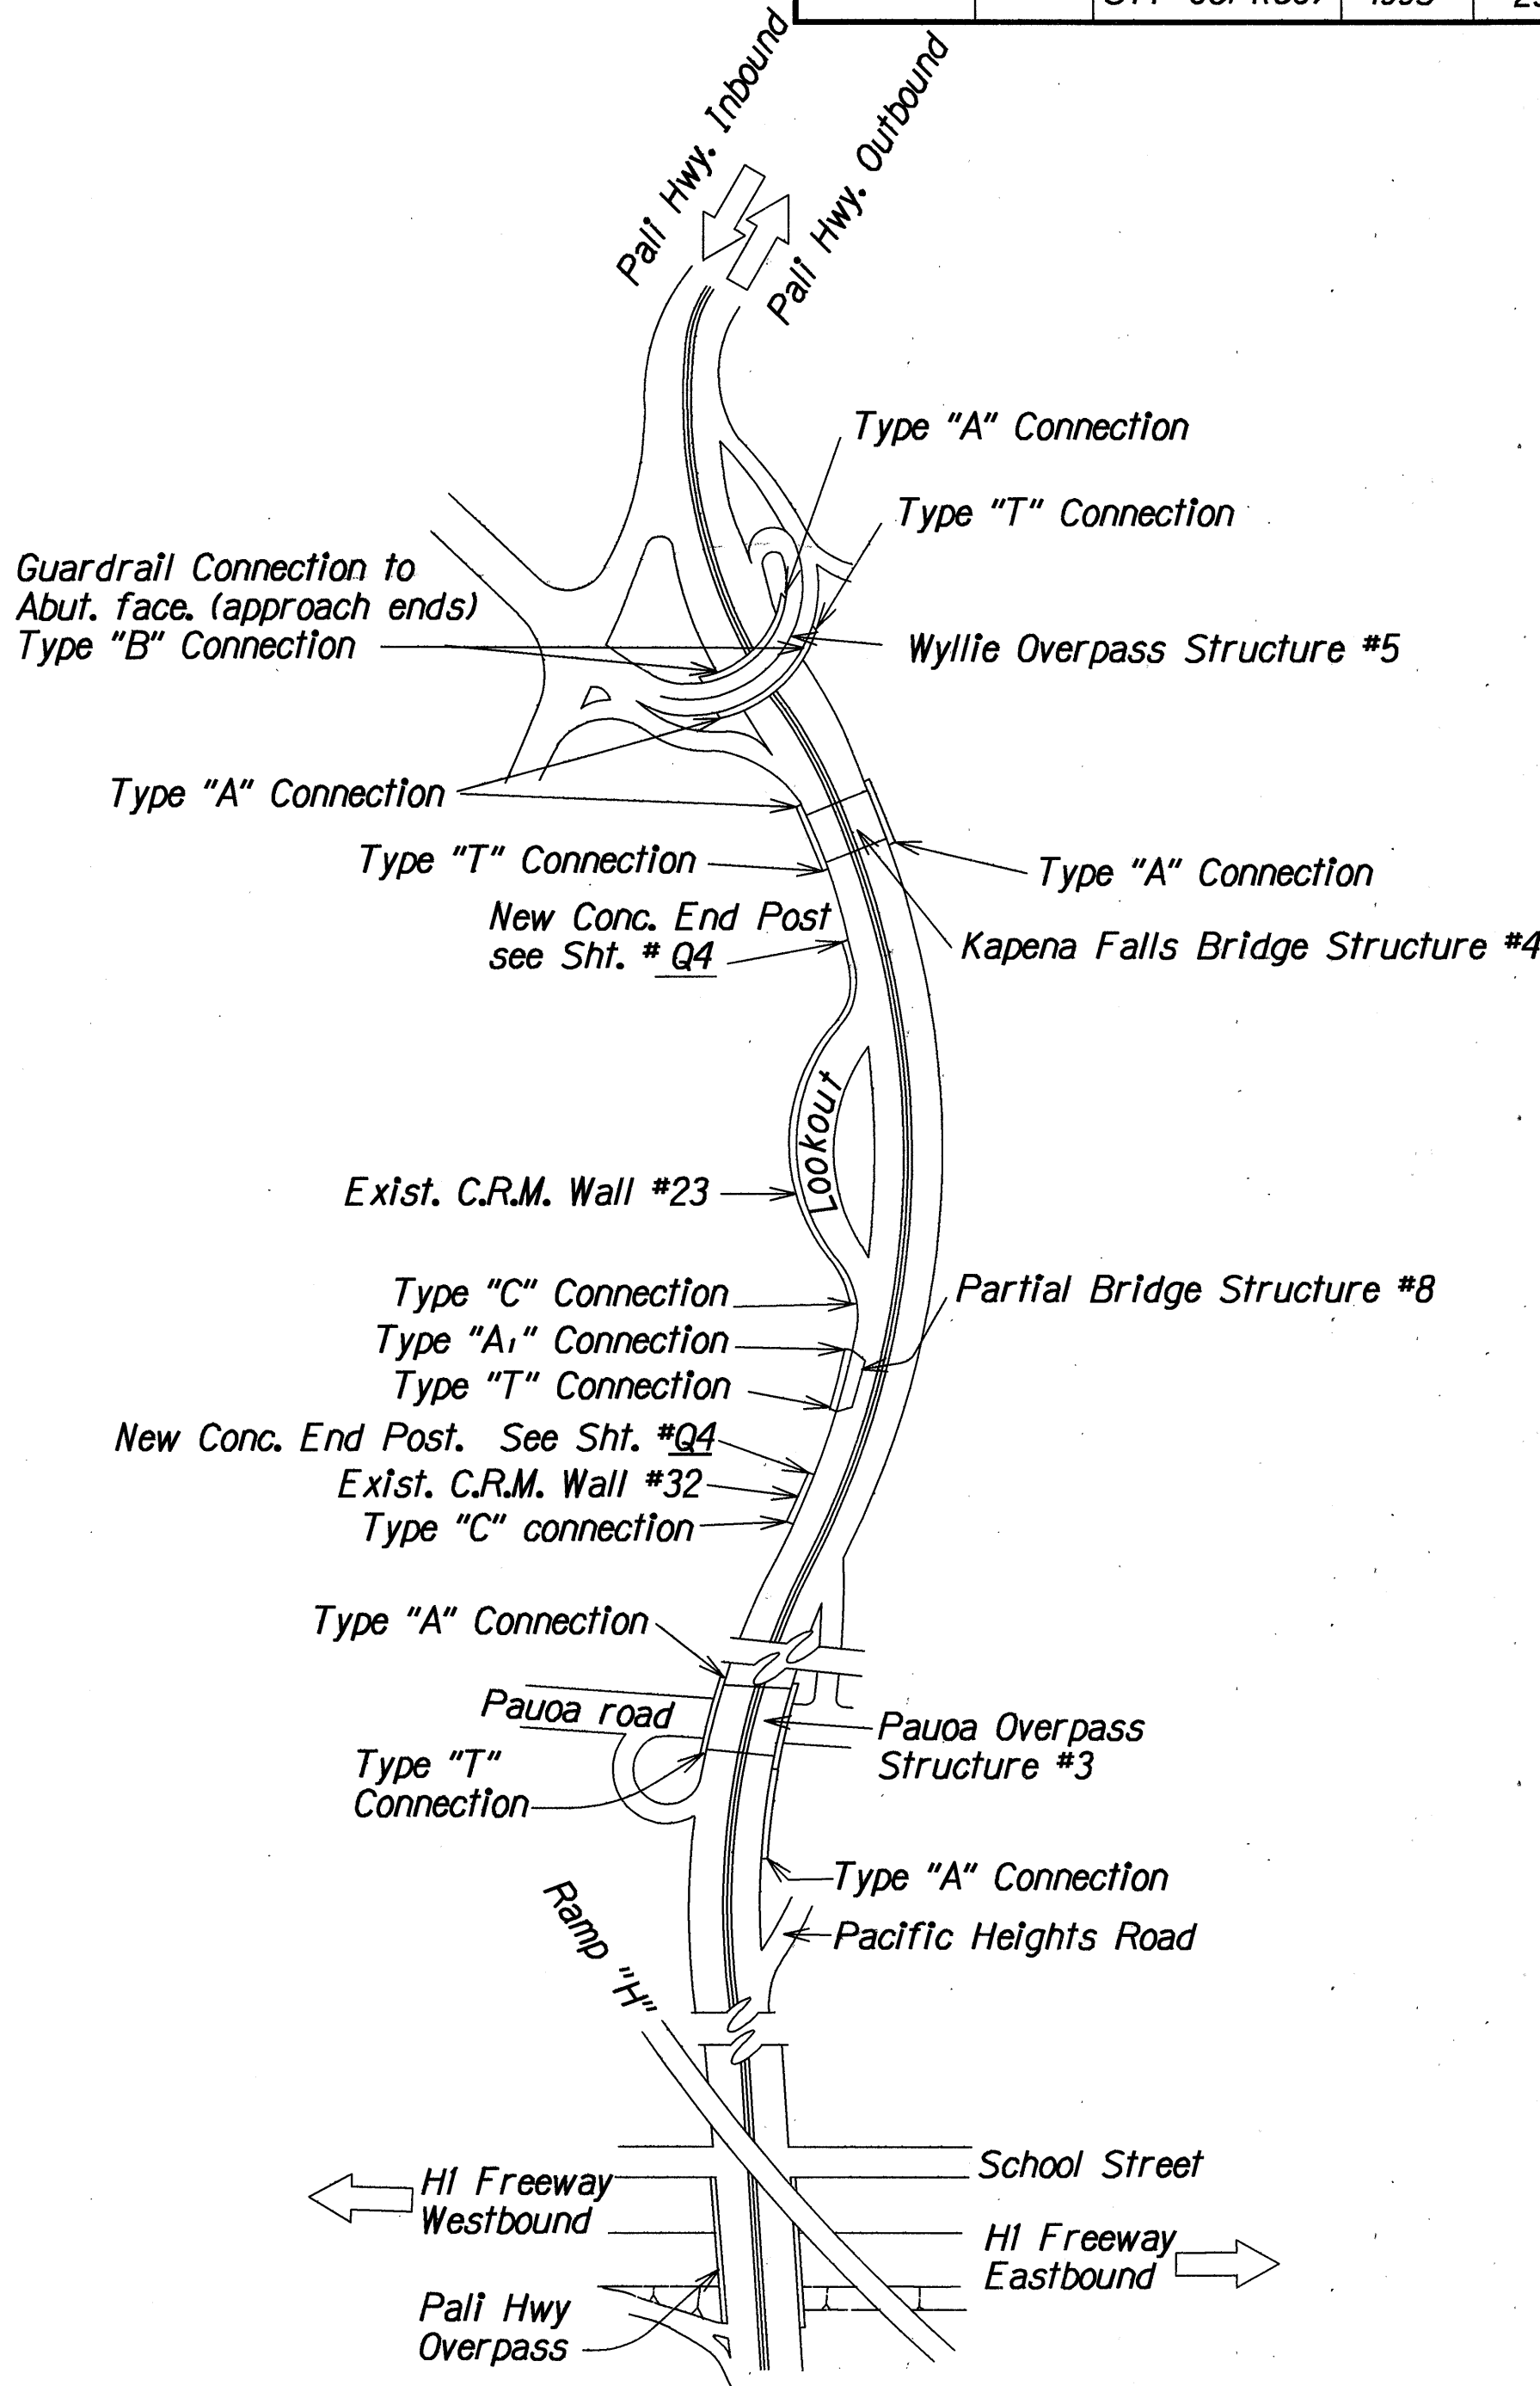 1995
Pali Hwy. Inbound
Pali Hwy. Outbound
Type "A" Connection
Type "T" Connection
Guardrail Connection to
Abut. face. (approach ends)
Type "B" Connection
Wyllie Overpass Structure #5
Type "A" Connection
Type "T" Connection
Type "A" Connection
New Conc. End Post
see Sht. # Q4
Kapena Falls Bridge Structure #4
Lookout
Exist. C.R.M. Wall #23
Type "C" Connection
Partial Bridge Structure #8
Type "A₁" Connection
Type "T" Connection
New Conc. End Post. See Sht. #Q4
Exist. C.R.M. Wall #32
Type "C" connection
Type "A" Connection
Pauoa road
Pauoa Overpass
Structure #3
Type "T"
Connection
Type "A" Connection
Pacific Heights Road
Ramp "H"
School Street
H1 Freeway
Westbound
H1 Freeway
Eastbound
Pali Hwy
Overpass